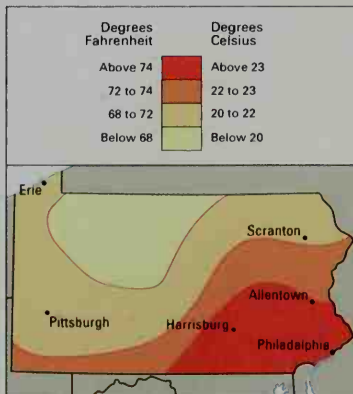 Degrees Fahrenheit
Degrees Celsius
Above 74
Above 23
72 to 74
22 to 23
68 to 72
20 to 22
Below 68
Below 20
Erie
Scranton
Allentown
Pittsburgh
Harrisburg
Philadelphia